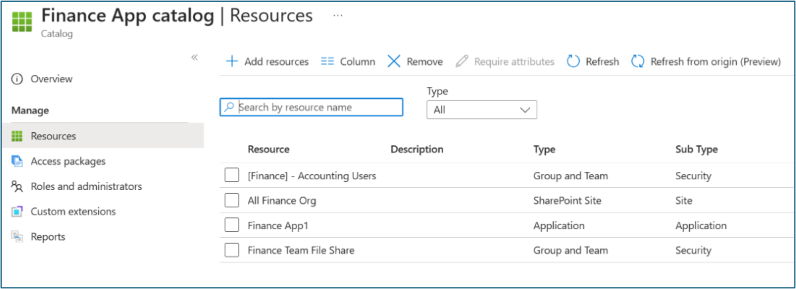 Finance App catalog | Resources ...
Catalog
«
+ Add resources Column Remove Require attributes Refresh Refresh from origin (Preview)
Overview
Type
Manage
Search by resource name All
Resources
Resource Description Type Sub Type
Access packages
[Finance] - Accounting Users Group and Team Security
Roles and administrators
All Finance Org SharePoint Site Site
Custom extensions
Finance App1 Application Application
Reports
Finance Team File Share Group and Team Security